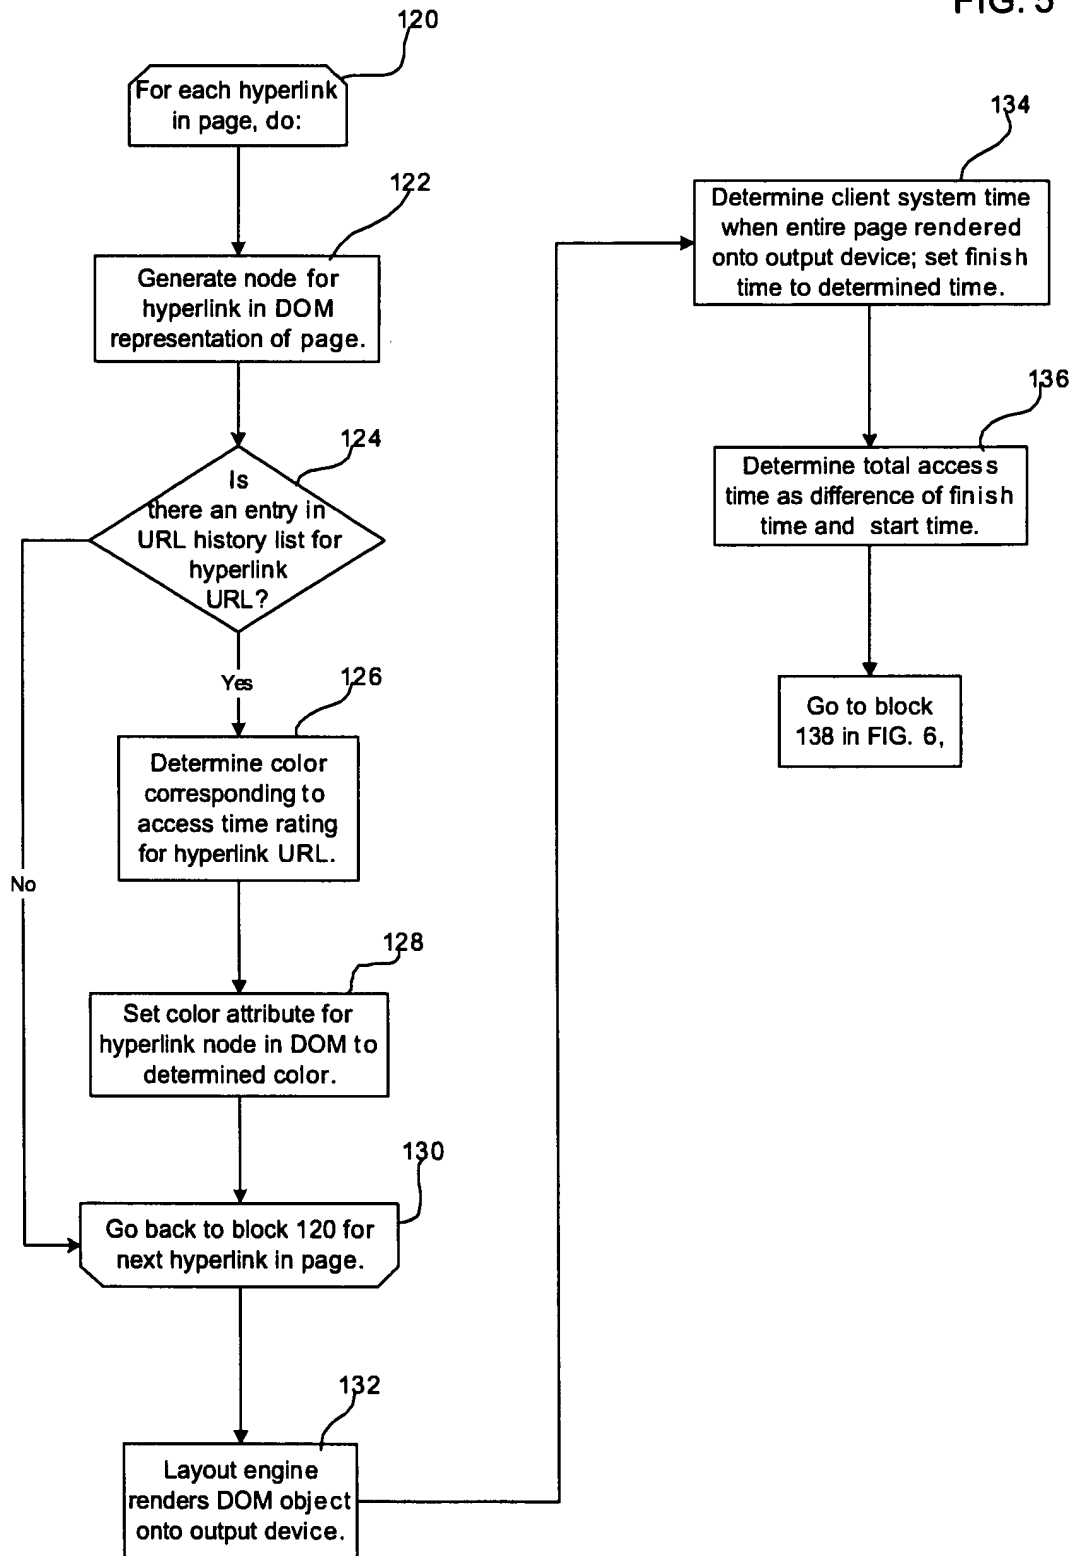 FIG. 5
120
For each hyperlink
in page, do:
122
Generate node for
hyperlink in DOM
representation of page.
124
Is
there an entry in
URL history list for
hyperlink
URL?
Yes
No
126
Determine color
corresponding to
access time rating
for hyperlink URL.
128
Set color attribute for
hyperlink node in DOM to
determined color.
130
Go back to block 120 for
next hyperlink in page.
132
Layout engine
renders DOM object
onto output device.
134
Determine client system time
when entire page rendered
onto output device; set finish
time to determined time.
136
Determine total access
time as difference of finish
time and start time.
Go to block
138 in FIG. 6,